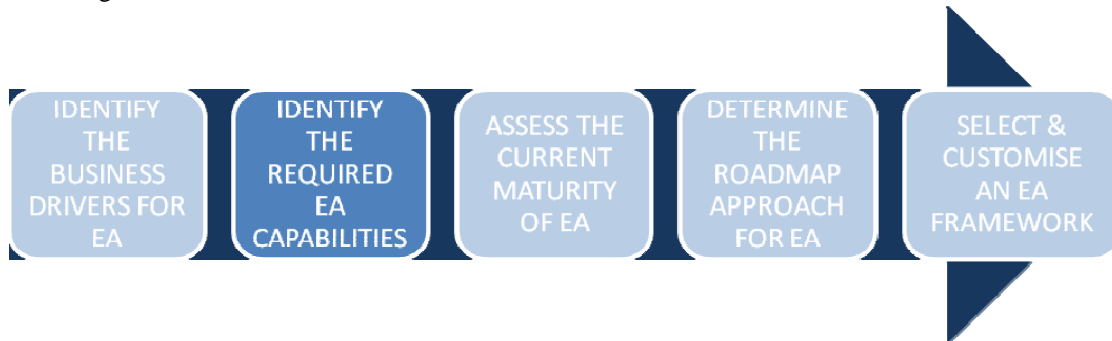 IDENTIFY
THE
BUSINESS
DRIVERS FOR
EA
IDENTIFY
THE
REQUIRED
EA
CAPABILITIES
ASSESS THE
CURRENT
MATURITY
OF EA
DETERMINE
THE
ROADMAP
APPROACH
FOR EA
SELECT &
CUSTOMISE
AN EA
FRAMEWORK